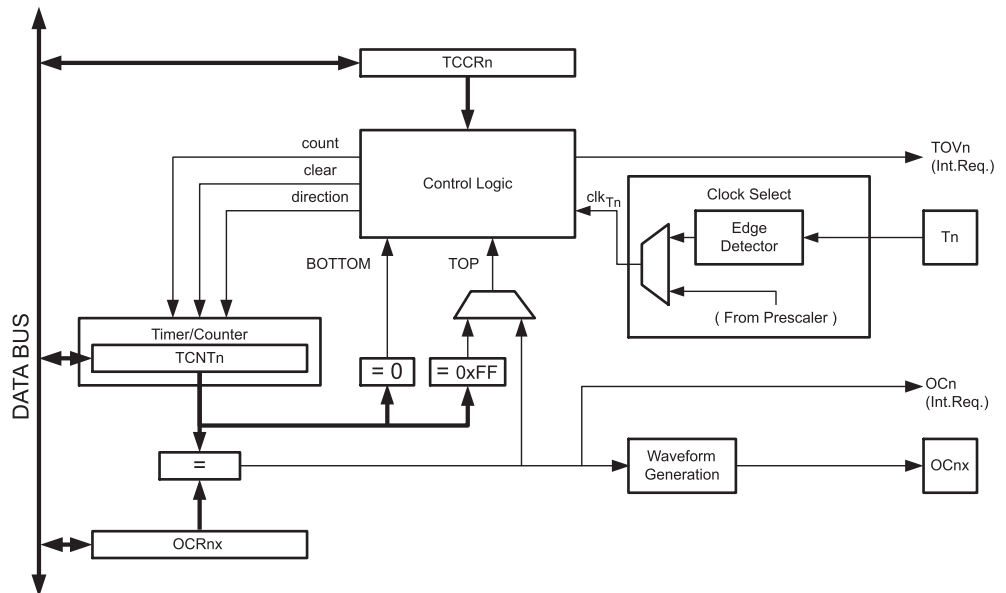 TCCRn
count
clear
direction
Control Logic
TOVn
(Int.Req.)
clkTn
Clock Select
Edge
Detector
Tn
( From Prescaler )
BOTTOM
TOP
DATA BUS
Timer/Counter
TCNTn
= 0
= 0xFF
OCn
(Int.Req.)
=
Waveform
Generation
OCnx
OCRnx